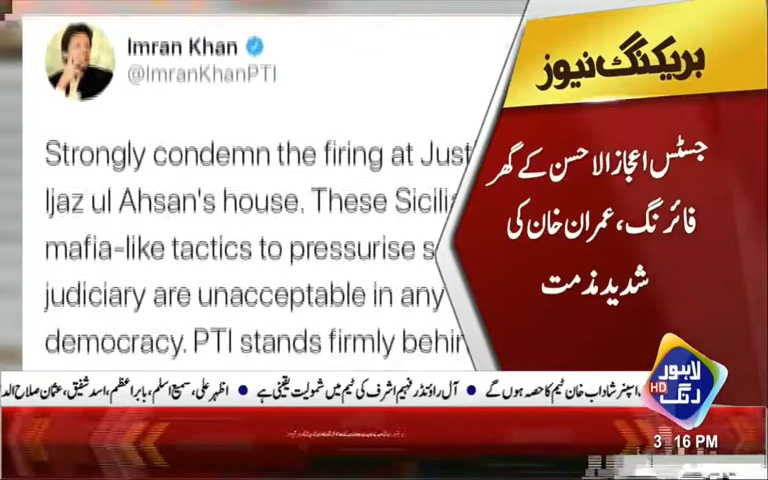 Imran Khan
@ImranKhanPTI
Strongly condemn the firing at Just
Ijaz ul Ahsan's house. These Sicili
mafia-like tactics to pressurise s
judiciary are unacceptable in any
democracy. PTI stands firmly behin
بریکنگ نیوز
جسٹس اعجاز الاحسن کے گھر
فائرنگ، عمران خان کی
شدید مذمت
اسپنر شاداب خان ٹیم کا حصہ ہوں گے ● آل راؤنڈر فہیم اشرف کی ٹیم میں شمولیت یقینی ہے ● اظہر علی، سمیع اسلم، بابر اعظم، اسد شفیق، عثمان صلاح الد
لاہور
رنگ
HD
3 16 PM